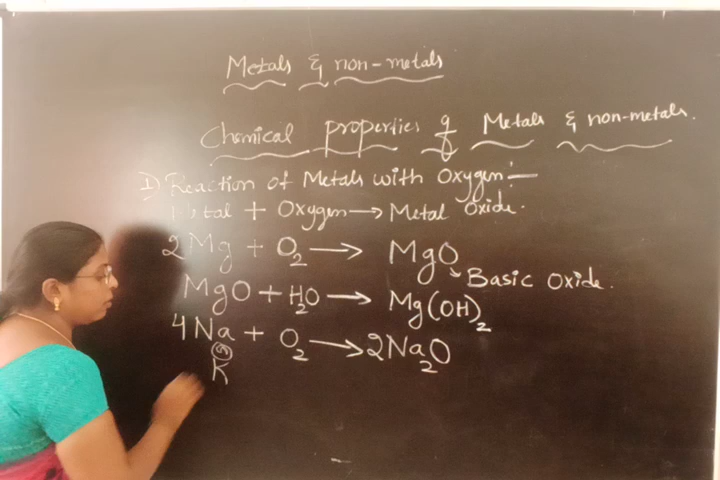 Metals & non-metals
Chemical properties of Metals & non-metals.
I) Reaction of Metals with Oxygen:-
Metal + Oxygen → Metal Oxide.
2Mg + O₂ → MgO
Basic Oxide.
MgO + H₂O → Mg(OH)₂
4Na + O₂ → 2Na₂O
K